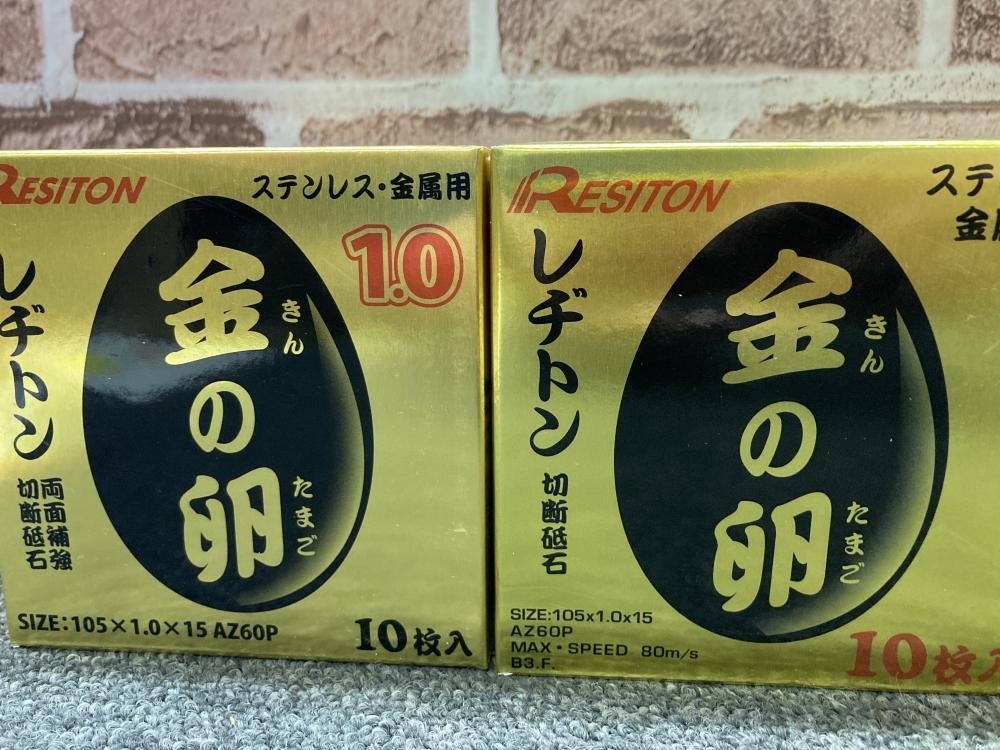 RESITON
ステンレス・金属用
1.0
レヂトン
両面補強
切断砥石
金の卵
きん
たまご
SIZE:105×1.0×15 AZ60P
10枚入
RESITON
ステ
金属
レヂトン
切断砥石
金の卵
きん
たまご
SIZE:105x1.0x15
AZ60P
MAX・SPEED 80m/s
B3.F.
10枚入